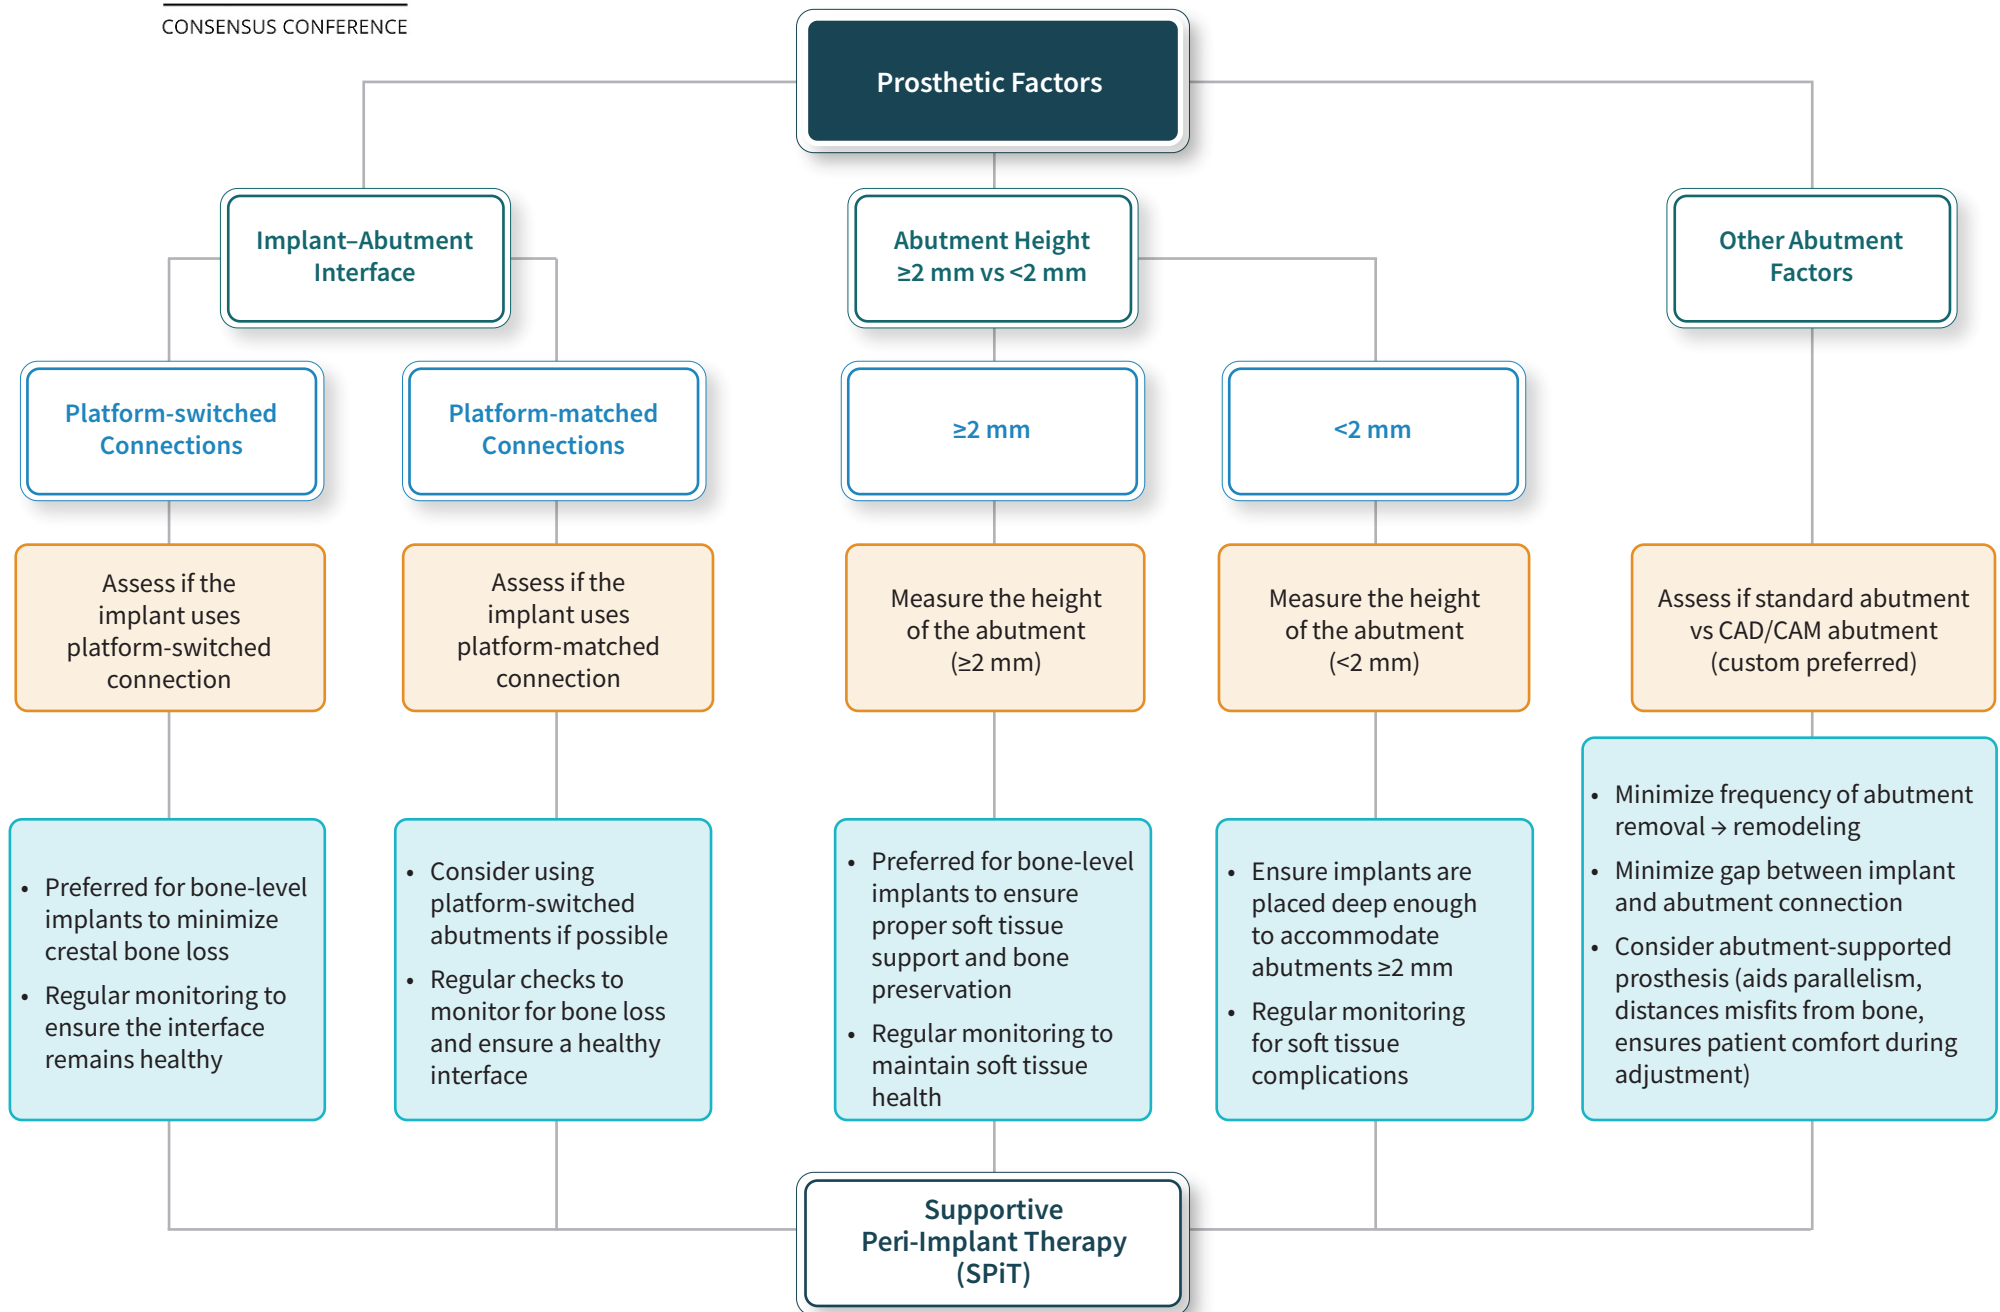 CONSENSUS CONFERENCE
Prosthetic Factors
Implant–Abutment
Interface
Abutment Height
≥2 mm vs <2 mm
Other Abutment
Factors
Platform-switched
Connections
Platform-matched
Connections
≥2 mm
<2 mm
Assess if the
implant uses
platform-switched
connection
Assess if the
implant uses
platform-matched
connection
Measure the height
of the abutment
(≥2 mm)
Measure the height
of the abutment
(<2 mm)
Assess if standard abutment
vs CAD/CAM abutment
(custom preferred)
• Preferred for bone-level
implants to minimize
crestal bone loss
• Regular monitoring to
ensure the interface
remains healthy
• Consider using
platform-switched
abutments if possible
• Regular checks to
monitor for bone loss
and ensure a healthy
interface
• Preferred for bone-level
implants to ensure
proper soft tissue
support and bone
preservation
• Regular monitoring to
maintain soft tissue
health
• Ensure implants are
placed deep enough
to accommodate
abutments ≥2 mm
• Regular monitoring
for soft tissue
complications
• Minimize frequency of abutment
removal → remodeling
• Minimize gap between implant
and abutment connection
• Consider abutment-supported
prosthesis (aids parallelism,
distances misfits from bone,
ensures patient comfort during
adjustment)
Supportive
Peri-Implant Therapy
(SPiT)